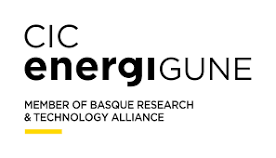 CIC
energiGUNE
MEMBER OF BASQUE RESEARCH
& TECHNOLOGY ALLIANCE